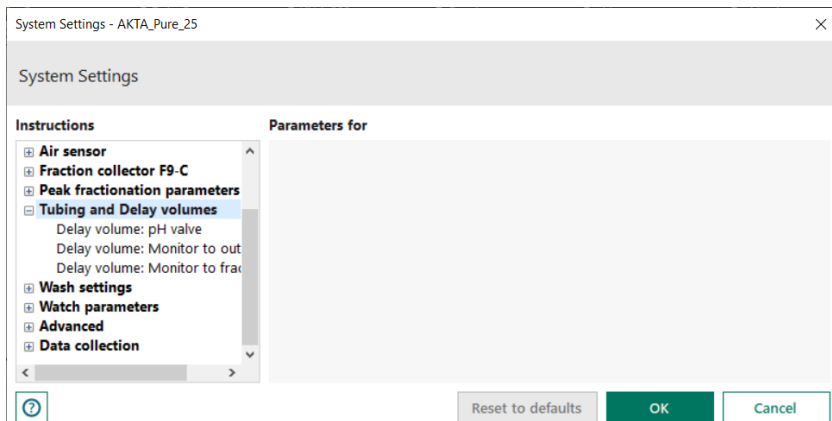 System Settings - AKTA_Pure_25
System Settings
Instructions
Parameters for
Air sensor
Fraction collector F9-C
Peak fractionation parameters
Tubing and Delay volumes
Delay volume: pH valve
Delay volume: Monitor to out
Delay volume: Monitor to frac
Wash settings
Watch parameters
Advanced
Data collection
Reset to defaults
OK
Cancel